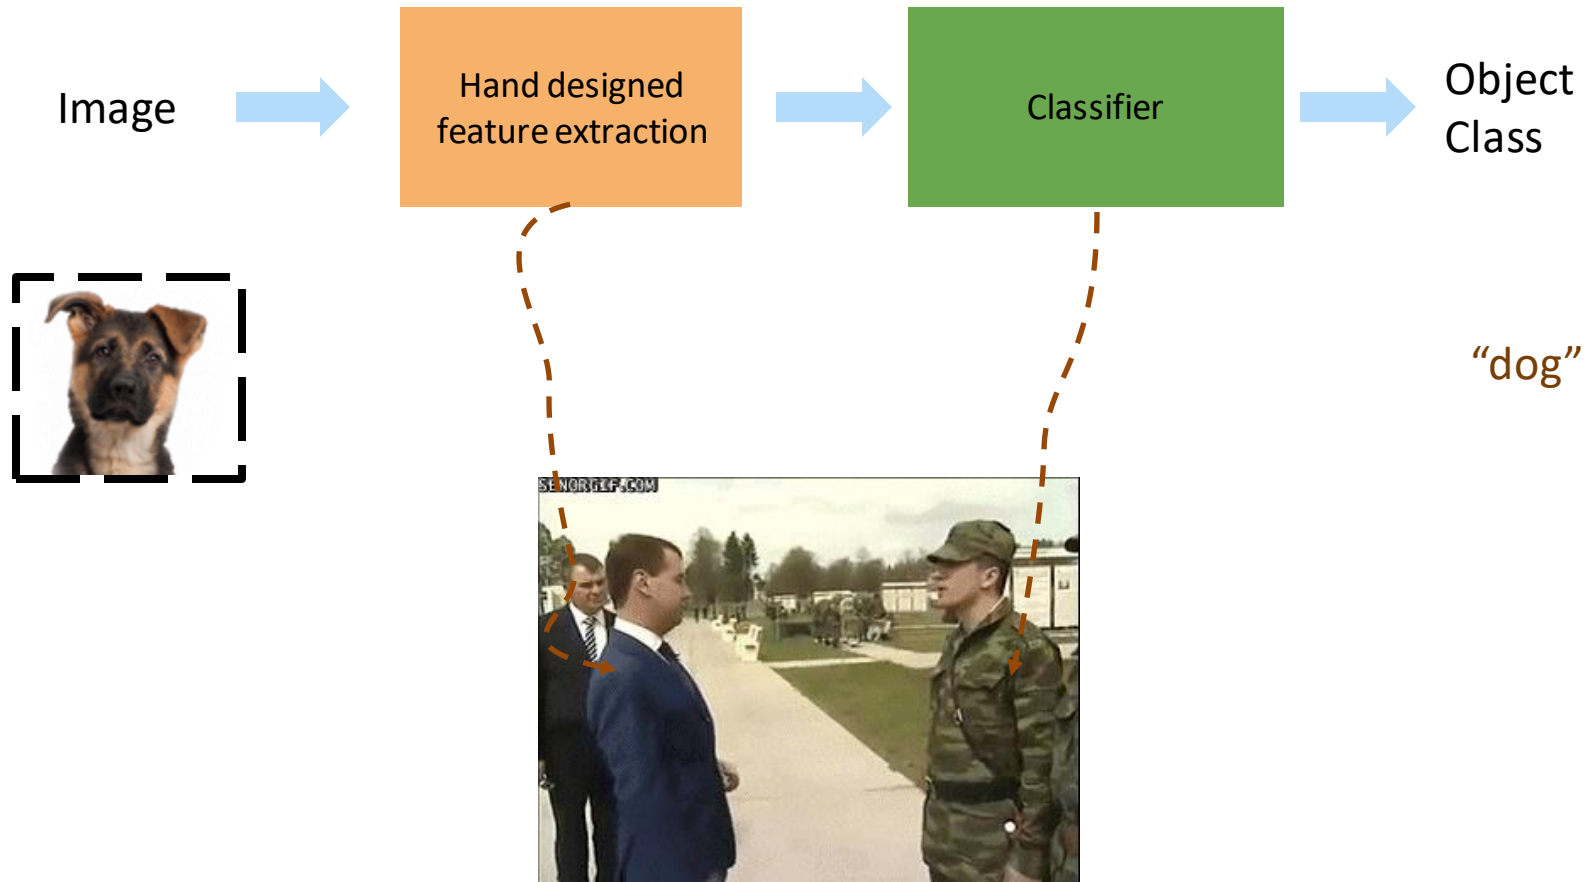 Image
Hand designed
feature extraction
Classifier
Object
Class
“dog”
SENORGIF.COM